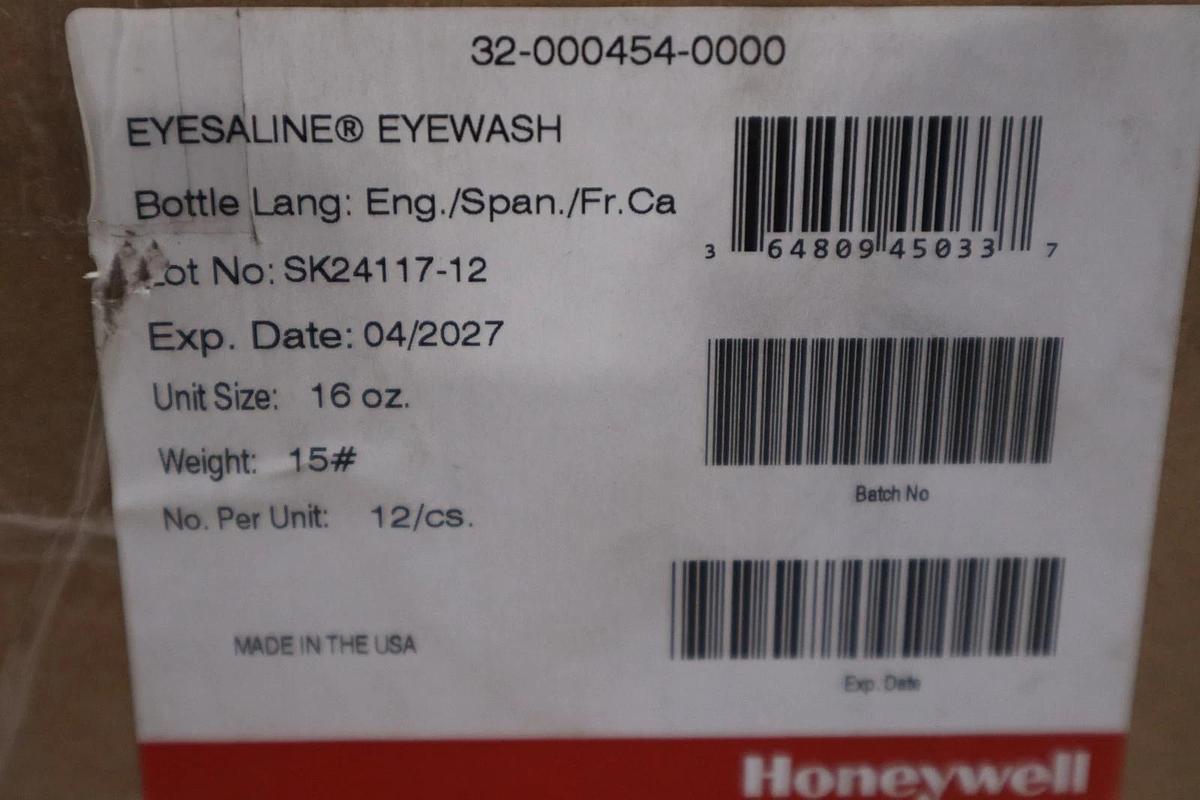 32-000454-0000
EYESALINE® EYEWASH
Bottle Lang: Eng./Span./Fr.Ca
Lot No: SK24117-12
Exp. Date: 04/2027
Unit Size: 16 oz.
Weight: 15#
No. Per Unit: 12/cs.
MADE IN THE USA
3 64809 45033 7
Batch No
Exp. Date
Honeywell